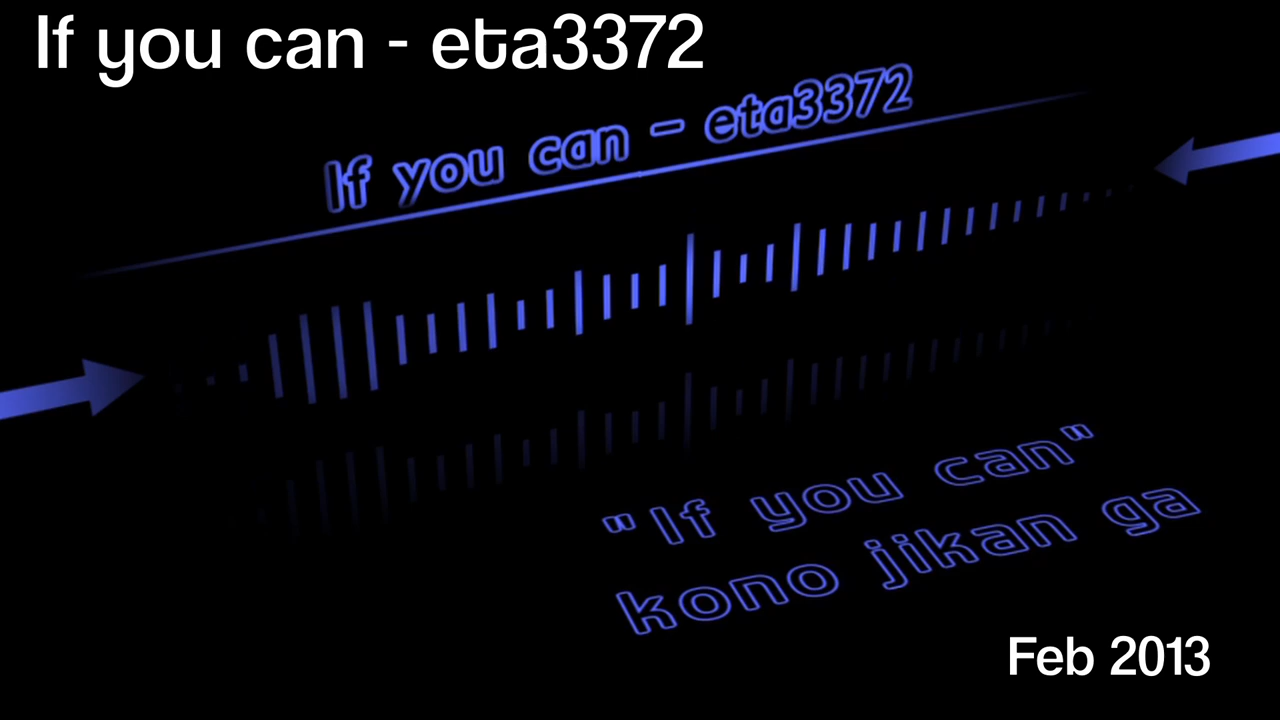 If you can - eta3372
If you can - eta3372
"If you can"
kono jikan ga
Feb 2013